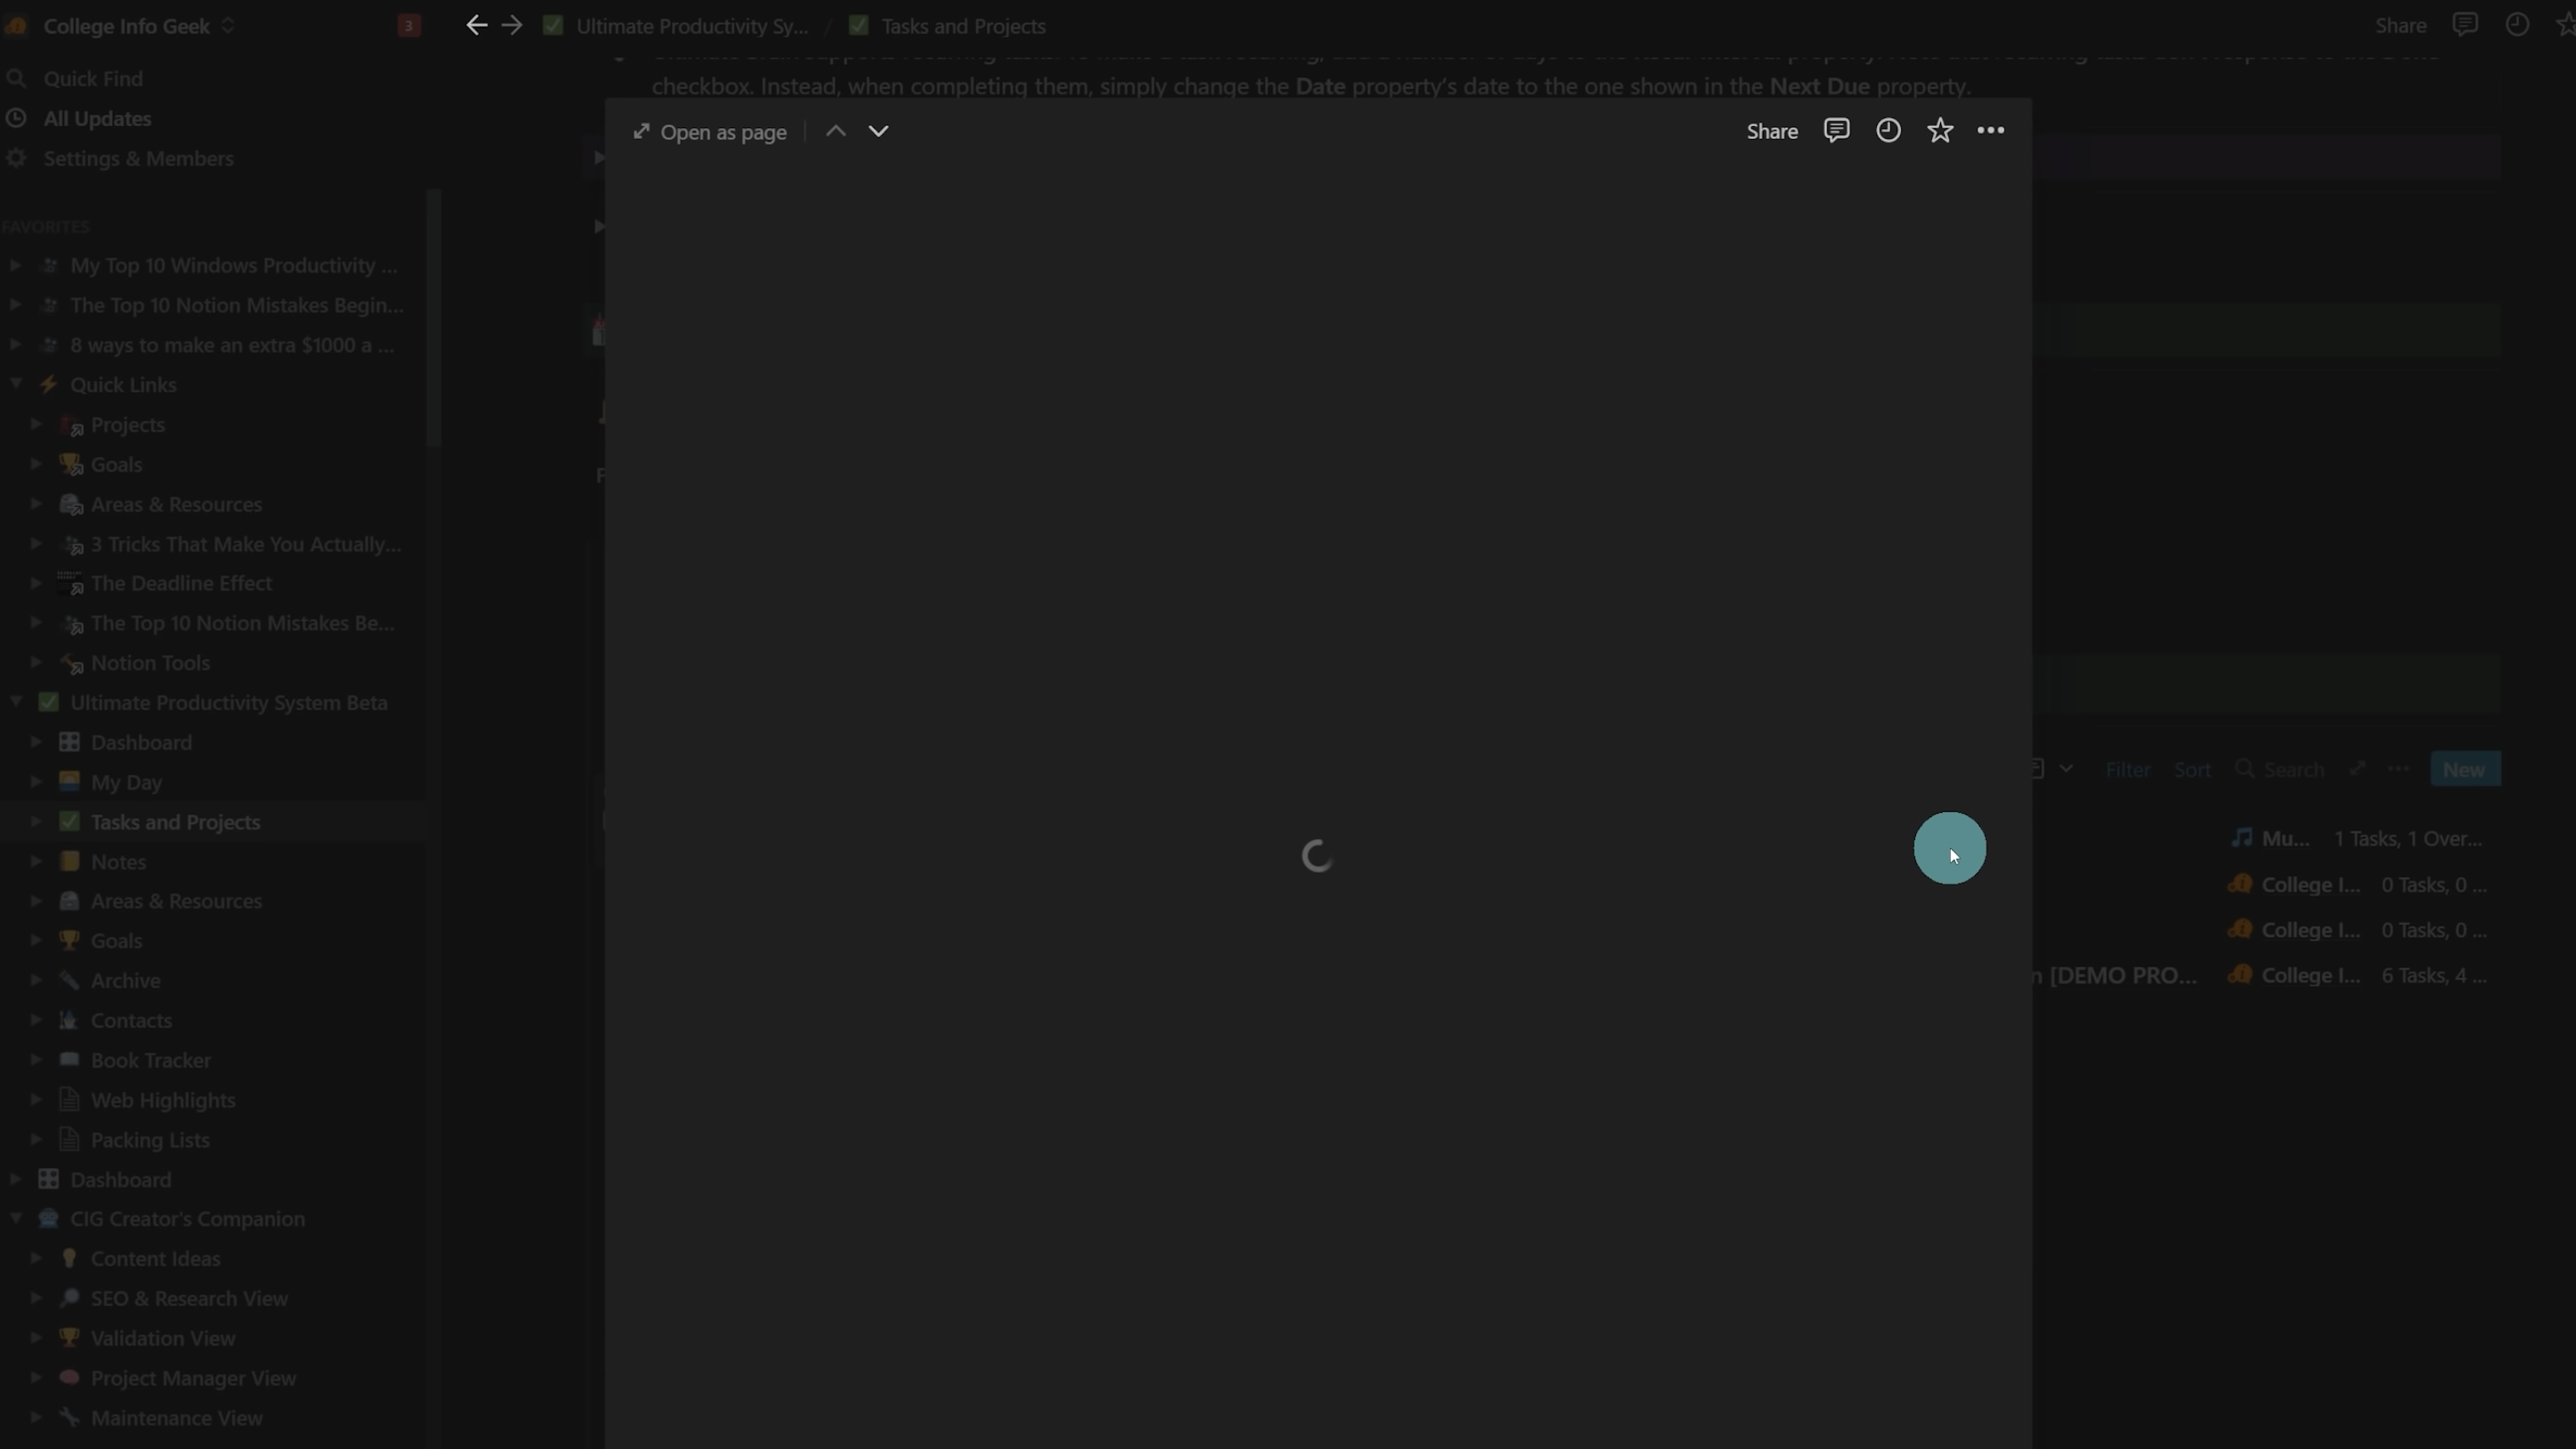 College Info Geek
3
Ultimate Productivity Sy... / Tasks and Projects
Share
Quick Find
All Updates
Settings & Members
checkbox. Instead, when completing them, simply change the Date property's date to the one shown in the Next Due property.
Open as page
Share
FAVORITES
My Top 10 Windows Productivity ...
The Top 10 Notion Mistakes Begin...
8 ways to make an extra $1000 a ...
Quick Links
Projects
Goals
Areas & Resources
3 Tricks That Make You Actually...
The Deadline Effect
The Top 10 Notion Mistakes Be...
Notion Tools
Ultimate Productivity System Beta
Dashboard
My Day
Tasks and Projects
Notes
Areas & Resources
Goals
Archive
Contacts
Book Tracker
Web Highlights
Packing Lists
Dashboard
CIG Creator's Companion
Content Ideas
SEO & Research View
Validation View
Project Manager View
Maintenance View
Filter Sort Search New
Mu... 1 Tasks, 1 Over...
College I... 0 Tasks, 0 ...
College I... 0 Tasks, 0 ...
[DEMO PRO... College I... 6 Tasks, 4 ...